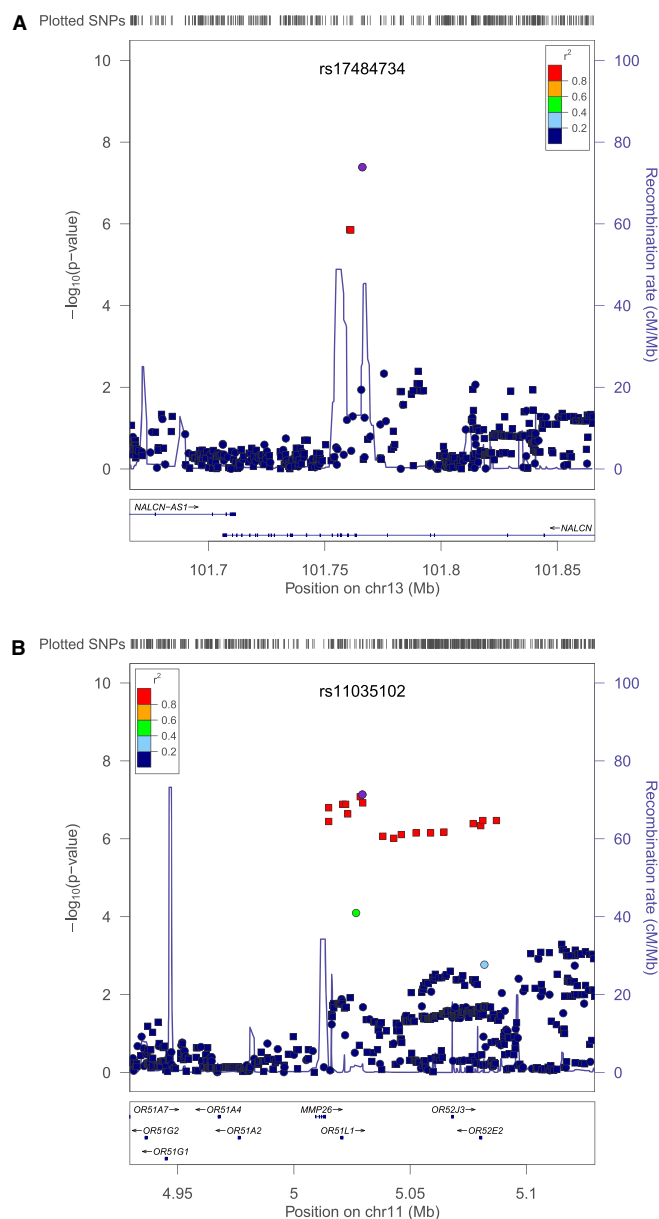 A
Plotted SNPs
rs17484734
r²
0.8
0.6
0.4
0.2
10
8
6
4
2
0
−log₁₀(p−value)
100
80
60
40
20
0
Recombination rate (cM/Mb)
NALCN−AS1→
←NALCN
101.7
101.75
101.8
101.85
Position on chr13 (Mb)
B
Plotted SNPs
rs11035102
r²
0.8
0.6
0.4
0.2
10
8
6
4
2
0
−log₁₀(p−value)
100
80
60
40
20
0
Recombination rate (cM/Mb)
OR51A7→
←OR51A4
MMP26→
OR52J3→
←OR51G2
←OR51A2
OR51L1→
←OR52E2
←OR51G1
4.95
5
5.05
5.1
Position on chr11 (Mb)